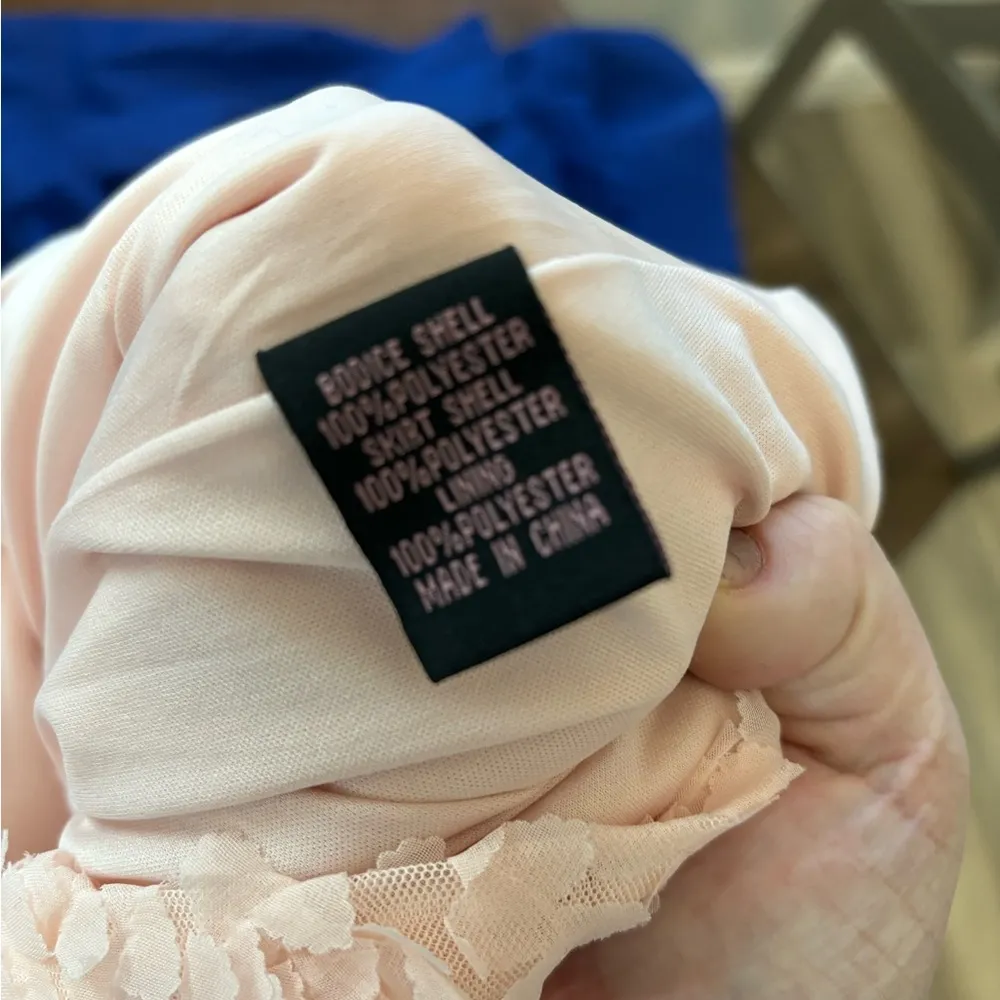 BODICE SHELL
100%POLYESTER
SKIRT SHELL
100%POLYESTER
LINING
100%POLYESTER
MADE IN CHINA